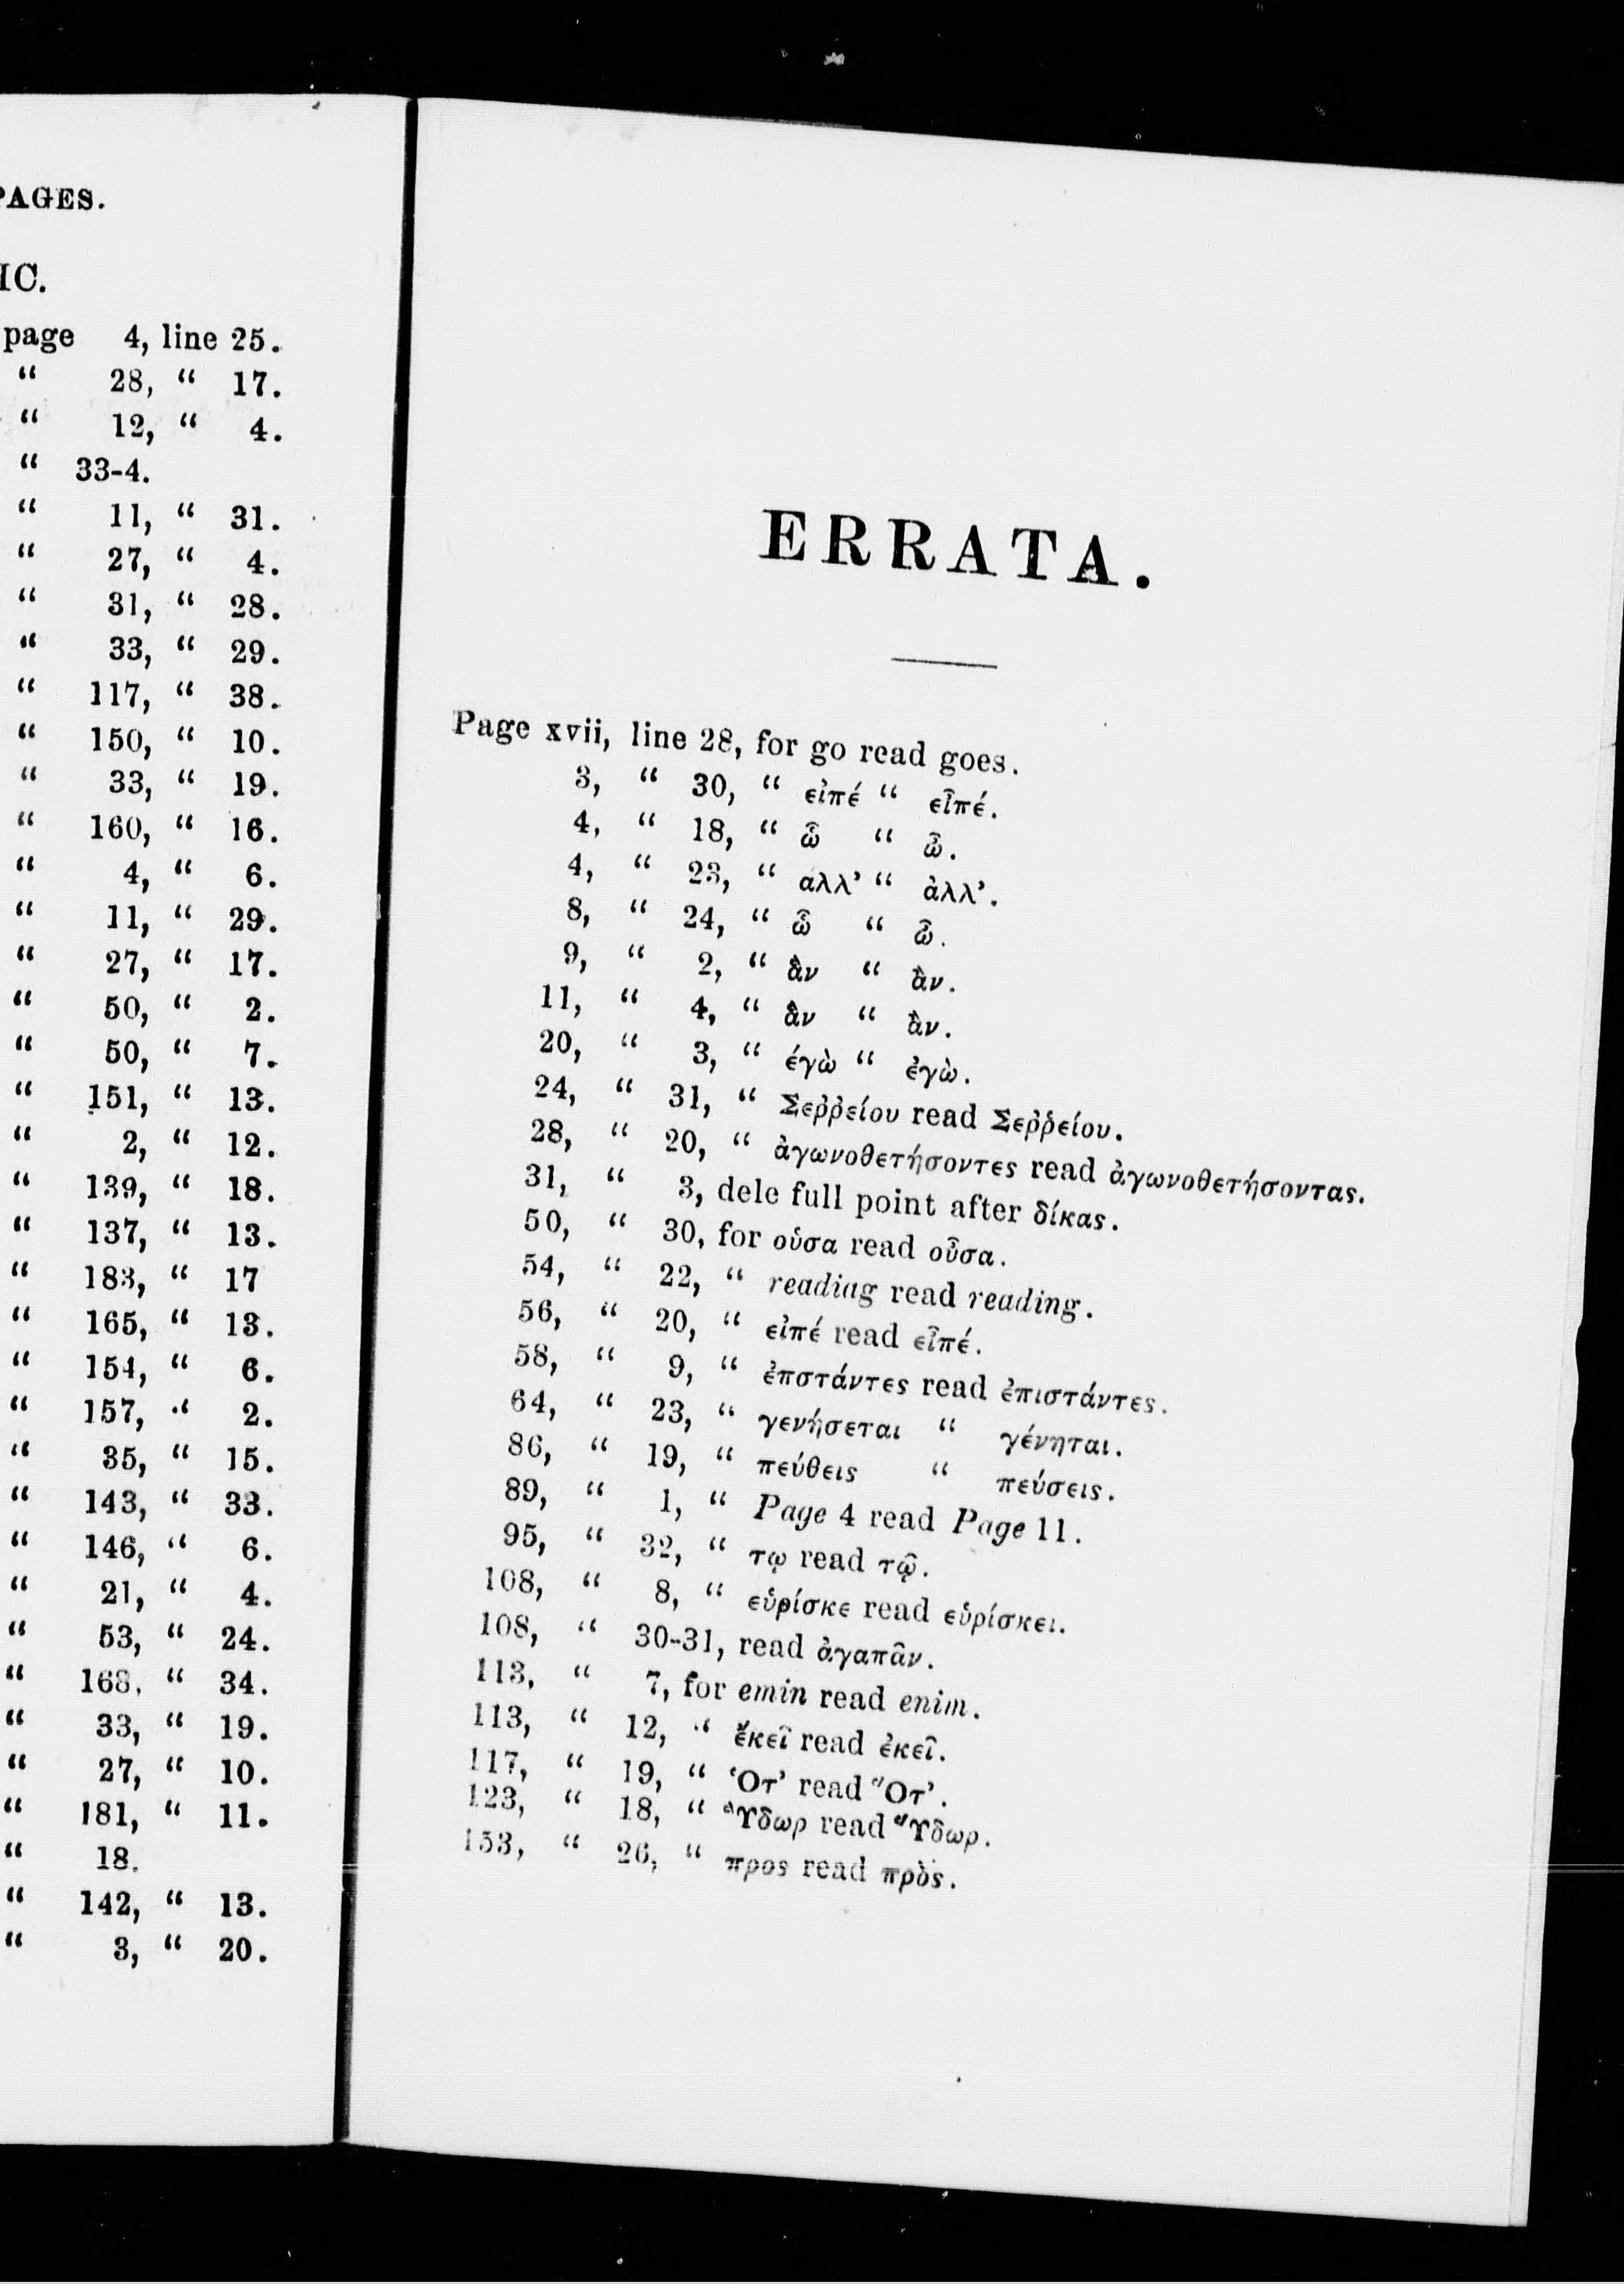 PAGES.
IC.
page 4, line 25.
“ 28, “ 17.
“ 12, “ 4.
“ 33-4.
“ 11, “ 31.
“ 27, “ 4.
“ 31, “ 28.
“ 33, “ 29.
“ 117, “ 38.
“ 150, “ 10.
“ 33, “ 19.
“ 160, “ 16.
“ 4, “ 6.
“ 11, “ 29.
“ 27, “ 17.
“ 50, “ 2.
“ 50, “ 7.
“ 151, “ 13.
“ 2, “ 12.
“ 139, “ 18.
“ 137, “ 13.
“ 183, “ 17
“ 165, “ 13.
“ 154, “ 6.
“ 157, “ 2.
“ 35, “ 15.
“ 143, “ 33.
“ 146, “ 6.
“ 21, “ 4.
“ 53, “ 24.
“ 168, “ 34.
“ 33, “ 19.
“ 27, “ 10.
“ 181, “ 11.
“ 18.
“ 142, “ 13.
“ 3, “ 20.
ERRATA.
Page xvii, line 28, for go read goes.
3, “ 30, “ εἰπέ “ εἶπέ.
4, “ 18, “ ὦ “ ὦ.
4, “ 23, “ αλλ’ “ ἀλλ’.
8, “ 24, “ ὧ “ ὦ.
9, “ 2, “ ἃν “ ἂν.
11, “ 4, “ ἃν “ ἂν.
20, “ 3, “ έγὼ “ ἐγὼ.
24, “ 31, “ Σεῤῥείου read Σεῤῥείου.
28, “ 20, “ ἀγωνοθετήσοντες read ἀγωνοθετήσοντας.
31, “ 3, dele full point after δίκας.
50, “ 30, for οὐσα read οὖσα.
54, “ 22, “ readiag read reading.
56, “ 20, “ εἰπέ read εἶπέ.
58, “ 9, “ ἐπστάντες read ἐπιστάντες.
64, “ 23, “ γενήσεται “ γένηται.
86, “ 19, “ πεύθεις “ πεύσεις.
89, “ 1, “ Page 4 read Page 11.
95, “ 32, “ τῳ read τῷ.
108, “ 8, “ εὑρίσκε read εὑρίσκει.
108, “ 30-31, read ἀγαπᾶν.
113, “ 7, for emin read enim.
113, “ 12, “ ἔκεῖ read ἐκεῖ.
117, “ 19, “ ‘Οτ’ read Ὅτ’.
123, “ 18, “ Ὕδωρ read Ὕδωρ.
153, “ 26, “ προς read πρὸς.